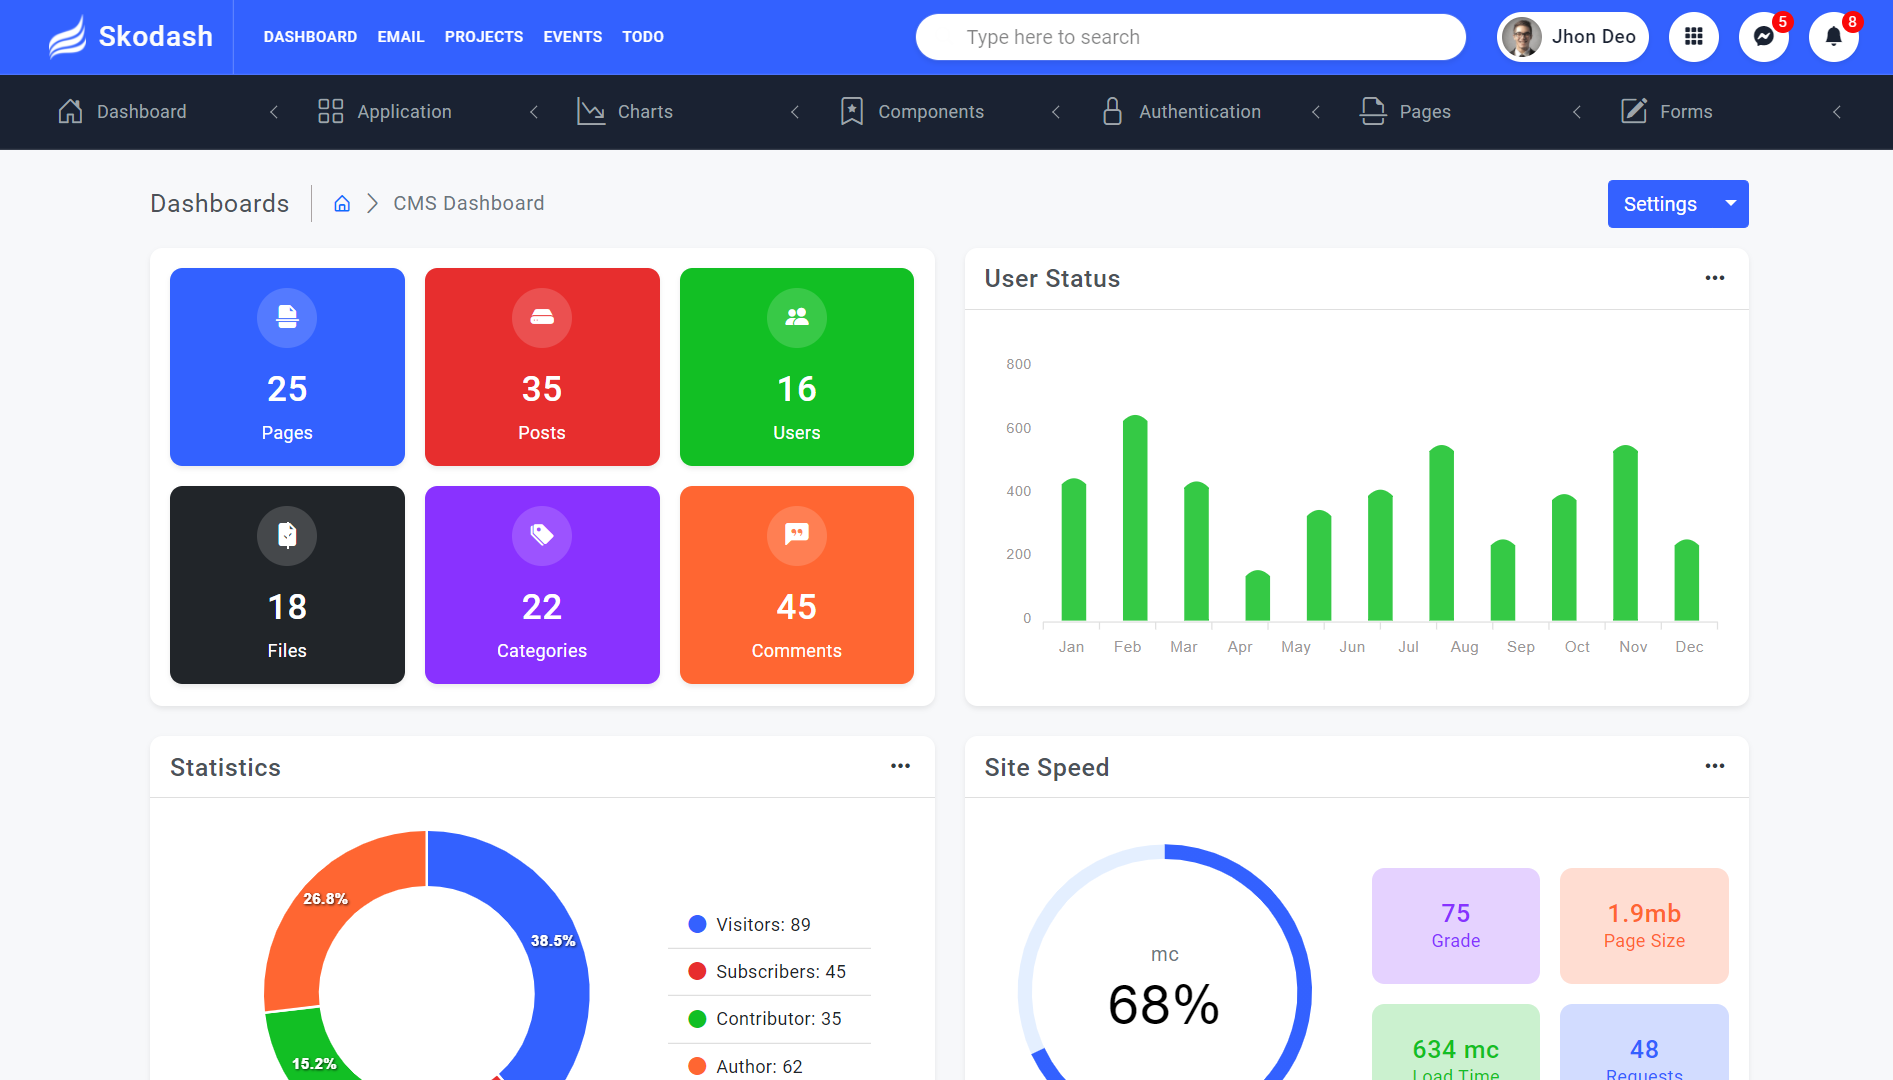 Skodash
DASHBOARD EMAIL PROJECTS EVENTS TODO
Type here to search
Jhon Deo
5
8
Dashboard
Application
Charts
Components
Authentication
Pages
Forms
Dashboards
CMS Dashboard
Settings
25
Pages
35
Posts
16
Users
18
Files
22
Categories
45
Comments
User Status
800
600
400
200
0
Jan Feb Mar Apr May Jun Jul Aug Sep Oct Nov Dec
Statistics
26.8%
38.5%
15.2%
Visitors: 89
Subscribers: 45
Contributor: 35
Author: 62
Site Speed
mc
68%
75
Grade
1.9mb
Page Size
634 mc
Load Time
48
Requests